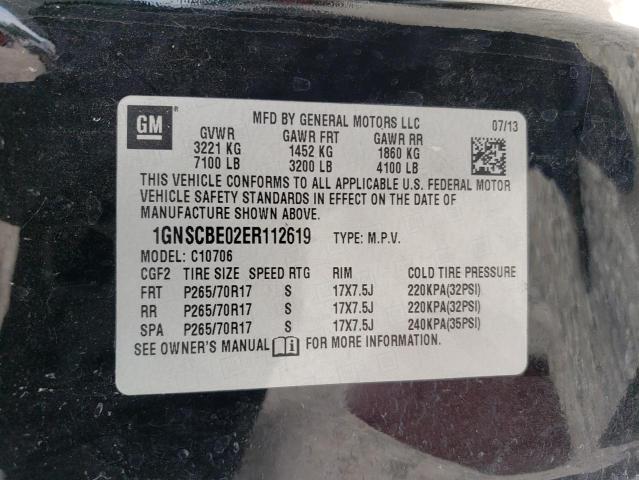 GM
MFD BY GENERAL MOTORS LLC 07/13
GVWR GAWR FRT GAWR RR
3221 KG 1452 KG 1860 KG
7100 LB 3200 LB 4100 LB
THIS VEHICLE CONFORMS TO ALL APPLICABLE U.S. FEDERAL MOTOR
VEHICLE SAFETY STANDARDS IN EFFECT ON THE DATE OF
MANUFACTURE SHOWN ABOVE.
1GNSCBE02ER112619 TYPE: M.P.V.
MODEL: C10706
CGF2 TIRE SIZE SPEED RTG RIM COLD TIRE PRESSURE
FRT P265/70R17 S 17X7.5J 220KPA(32PSI)
RR P265/70R17 S 17X7.5J 220KPA(32PSI)
SPA P265/70R17 S 17X7.5J 240KPA(35PSI)
SEE OWNER'S MANUAL FOR MORE INFORMATION.